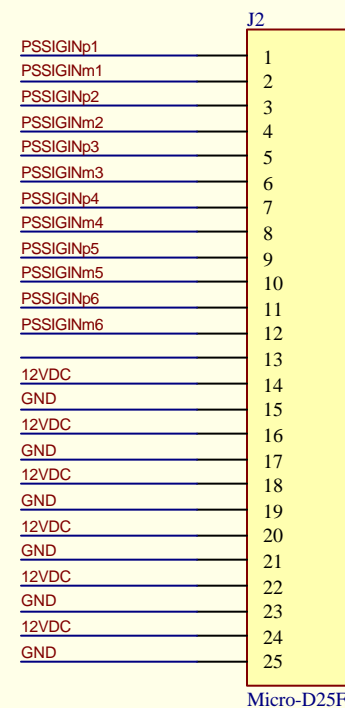 J2
PSSIGINp1 1
PSSIGINm1 2
PSSIGINp2 3
PSSIGINm2 4
PSSIGINp3 5
PSSIGINm3 6
PSSIGINp4 7
PSSIGINm4 8
PSSIGINp5 9
PSSIGINm5 10
PSSIGINp6 11
PSSIGINm6 12
13
12VDC 14
GND 15
12VDC 16
GND 17
12VDC 18
GND 19
12VDC 20
GND 21
12VDC 22
GND 23
12VDC 24
GND 25
Micro-D25F